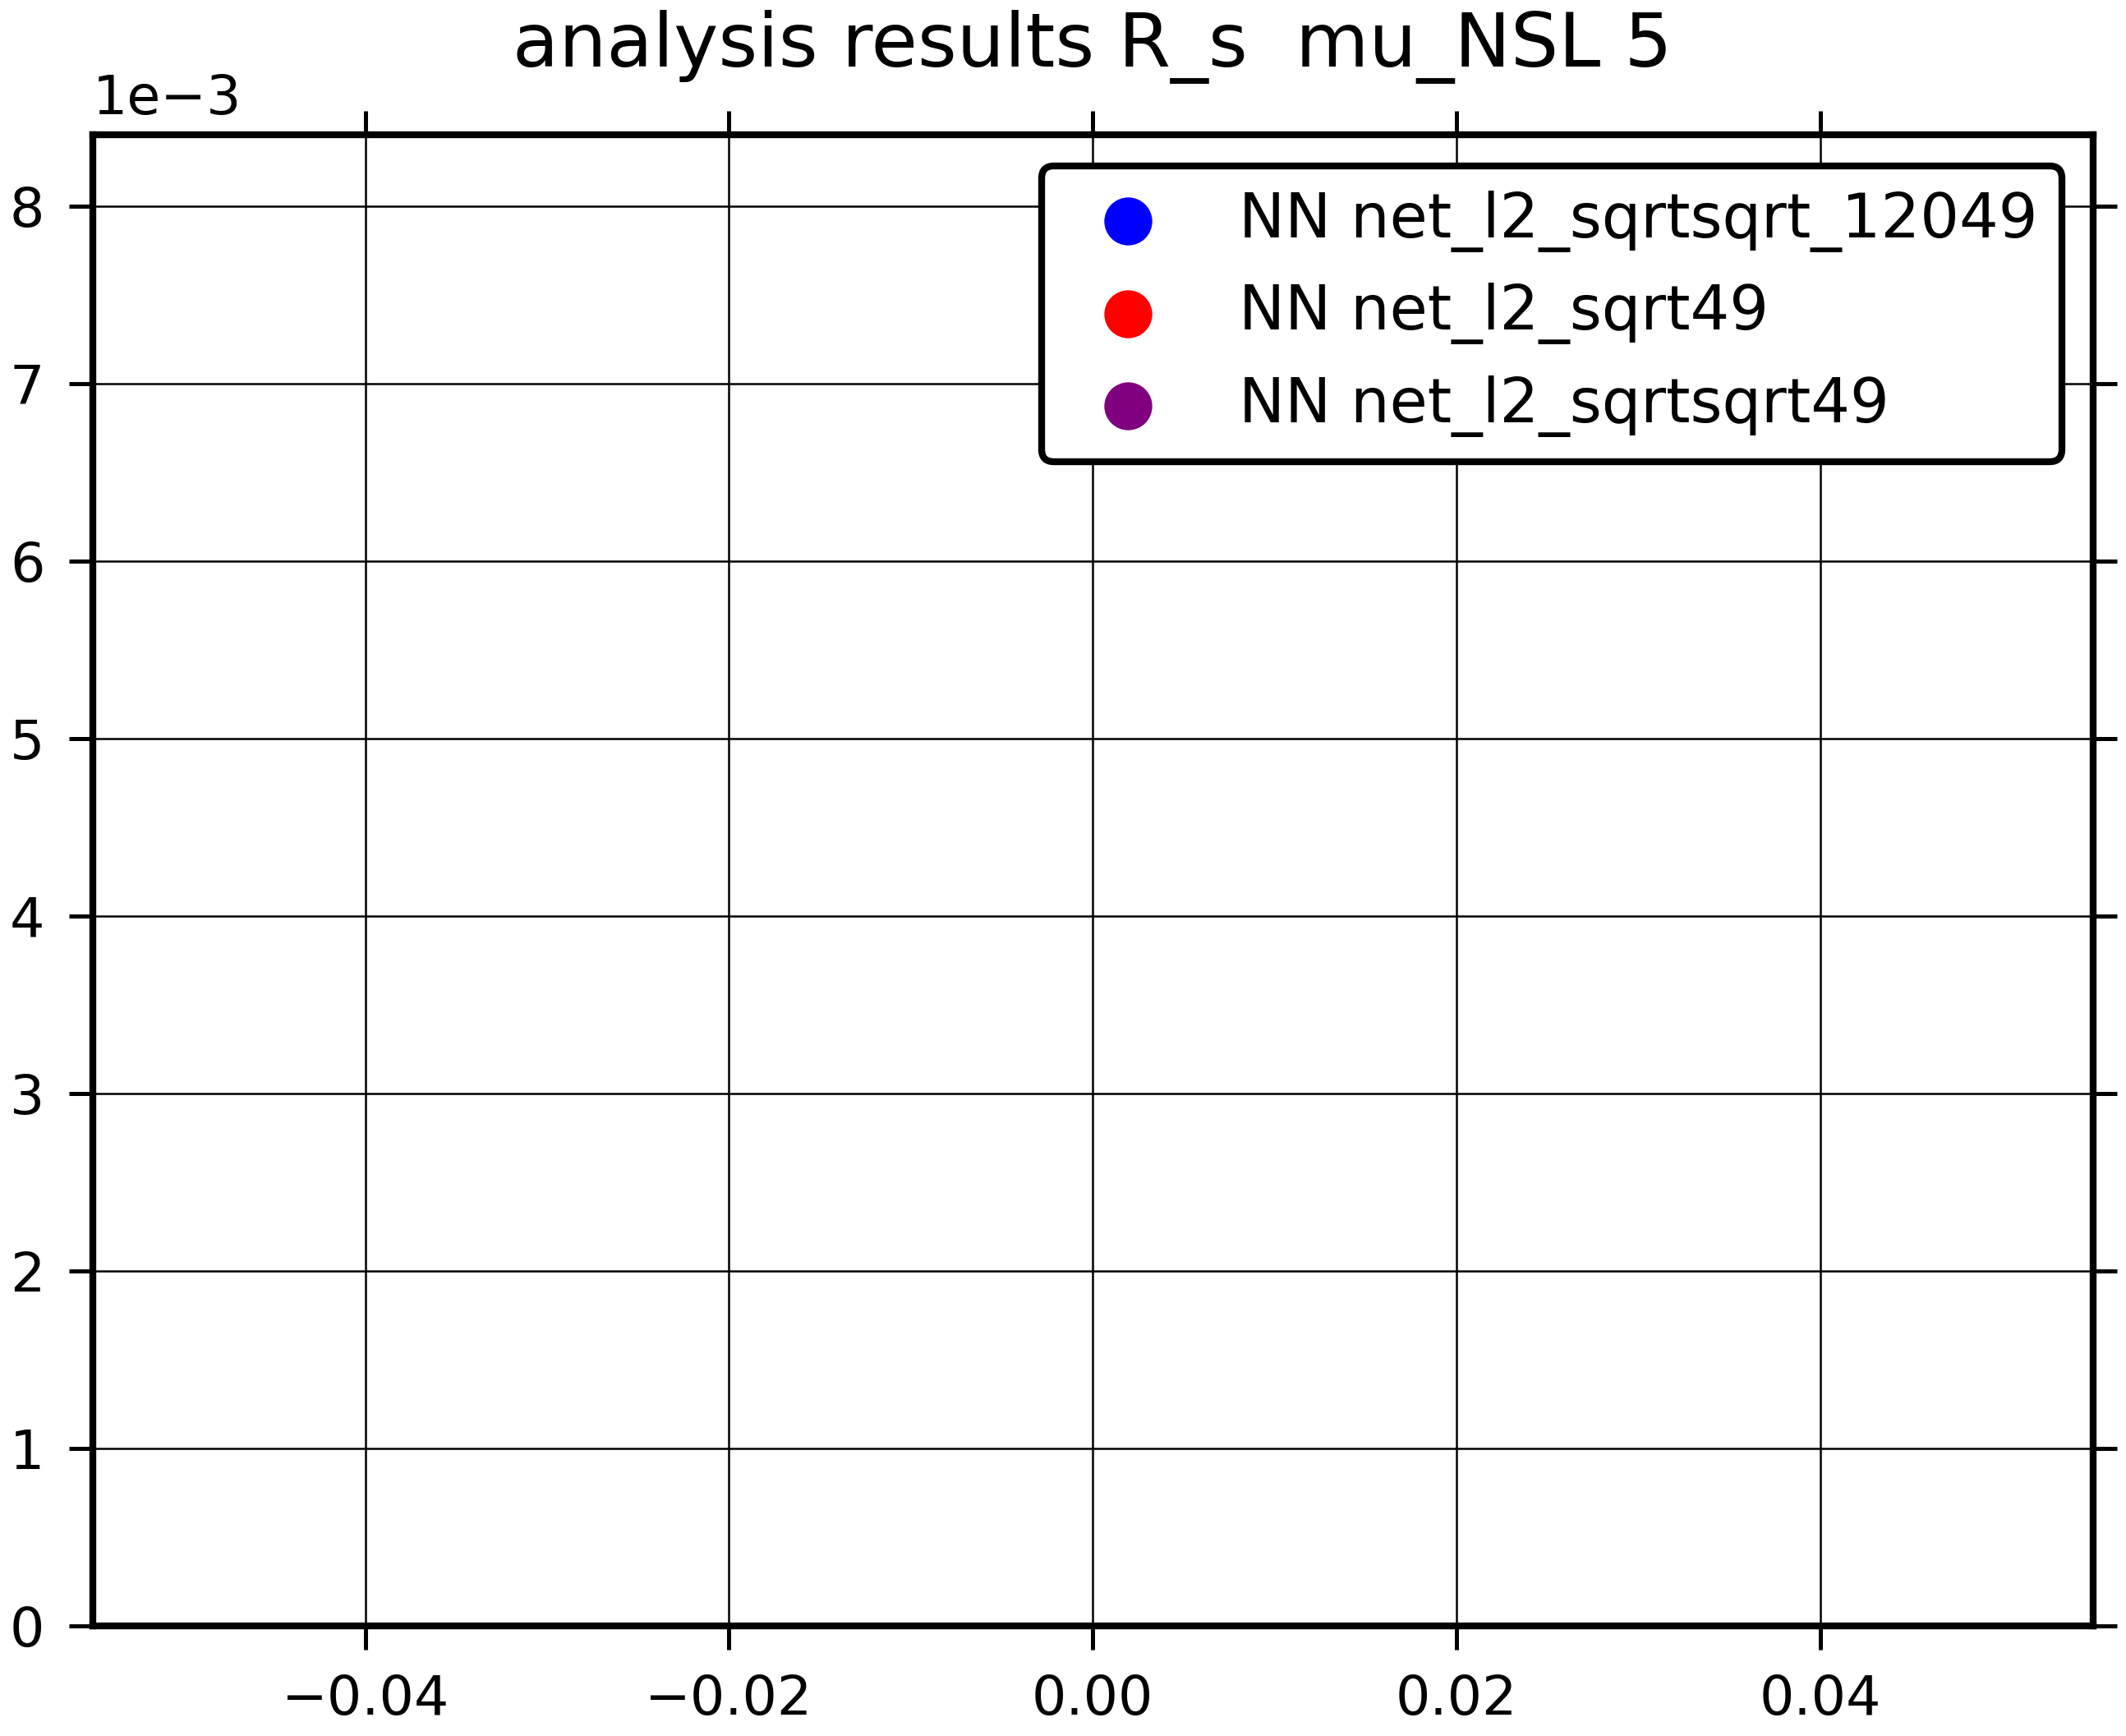 analysis results R_s  mu_NSL 5
1e−3
NN net_l2_sqrtsqrt_12049
NN net_l2_sqrt49
NN net_l2_sqrtsqrt49
8
7
6
5
4
3
2
1
0
−0.04 −0.02 0.00 0.02 0.04